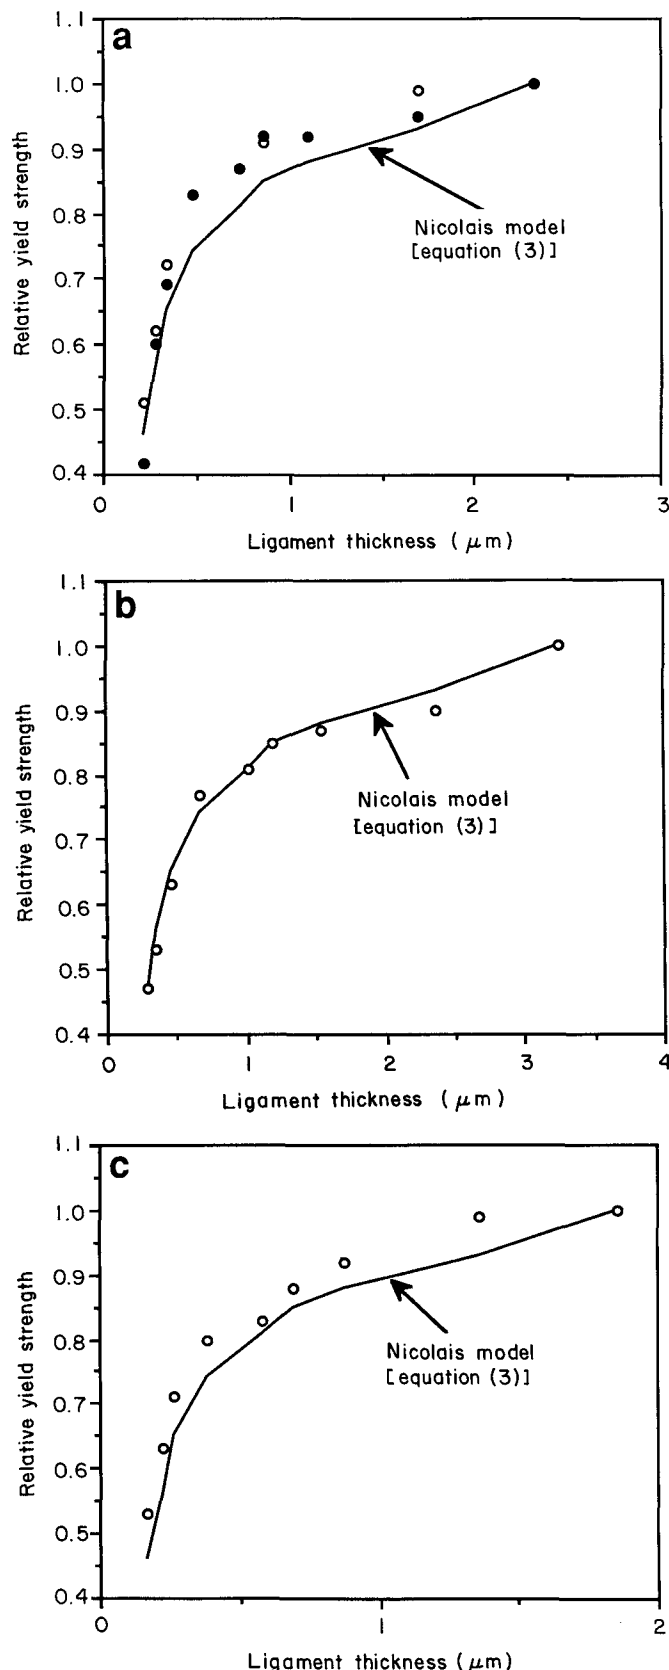 a
1.1
1.0
0.9
0.8
0.7
0.6
0.5
0.4
Relative yield strength
Nicolais model
[equation (3)]
0 1 2 3
Ligament thickness ( μm)
b
1.1
1.0
0.9
0.8
0.7
0.6
0.5
0.4
Relative yield strength
Nicolais model
[equation (3)]
0 1 2 3 4
Ligament thickness ( μm)
c
1.1
1.0
0.9
0.8
0.7
0.6
0.5
0.4
Relative yield strength
Nicolais model
[equation (3)]
0 1 2
Ligament thickness (μm)